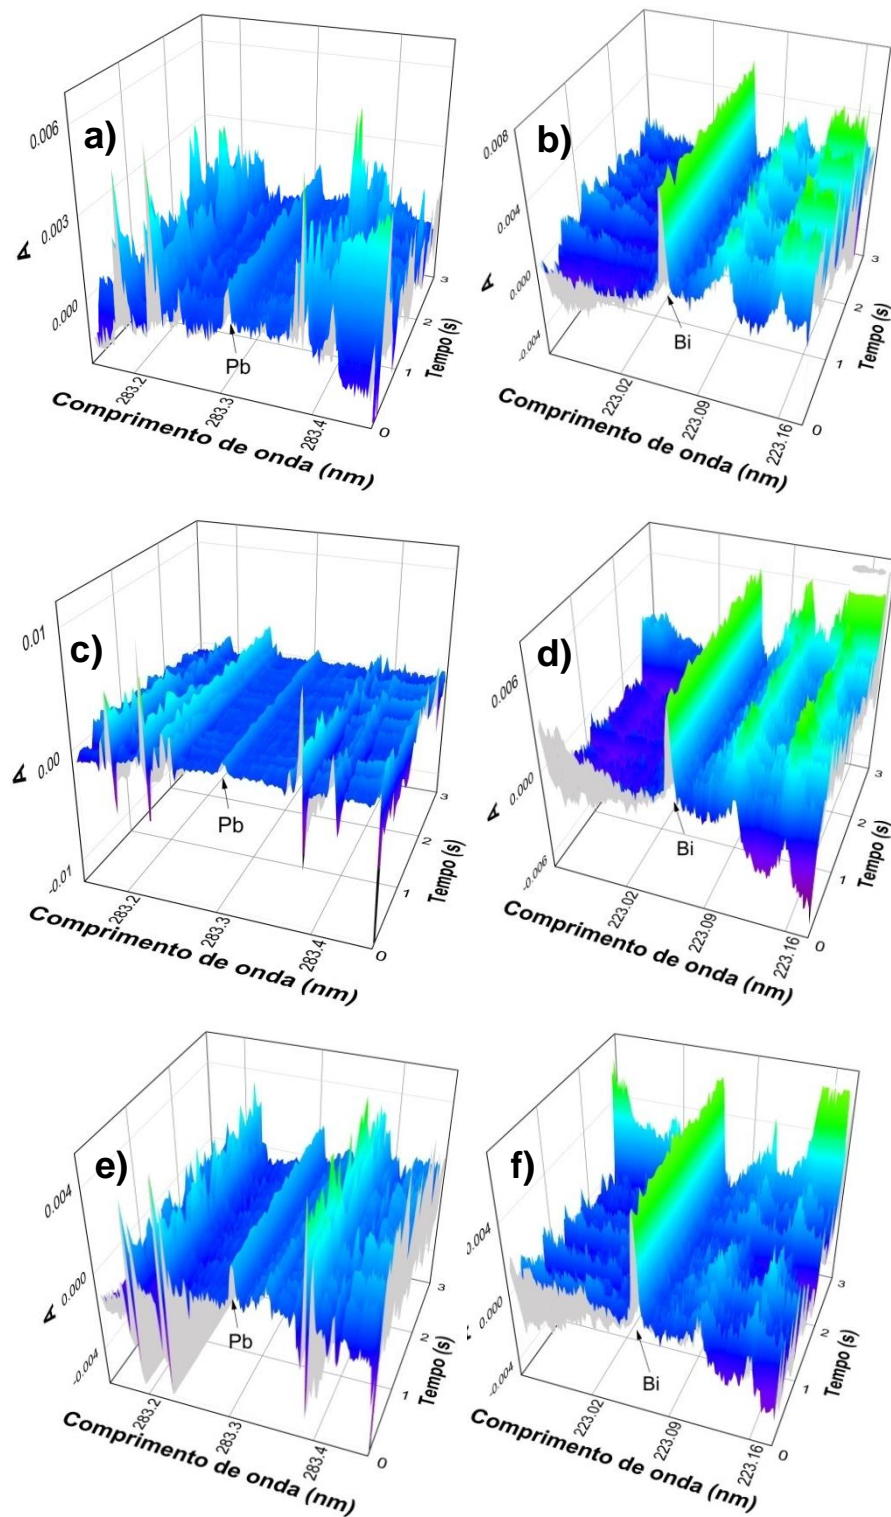 a)
0.006
0.003
0.000
A
Pb
283.2
283.3
283.4
Comprimento de onda (nm)
0
1
2
3
Tempo (s)
b)
0.008
0.004
0.000
-0.004
A
Bi
223.02
223.09
223.16
Comprimento de onda (nm)
0
1
2
3
Tempo (s)
c)
0.01
0.00
-0.01
A
Pb
283.2
283.3
283.4
Comprimento de onda (nm)
0
1
2
3
Tempo (s)
d)
0.006
0.000
-0.006
A
Bi
223.02
223.09
223.16
Comprimento de onda (nm)
0
1
2
3
Tempo (s)
e)
0.004
0.000
-0.004
A
Pb
283.2
283.3
283.4
Comprimento de onda (nm)
0
1
2
3
Tempo (s)
f)
0.004
0.000
-0.004
Bi
223.02
223.09
223.16
Comprimento de onda (nm)
0
1
2
3
Tempo (s)